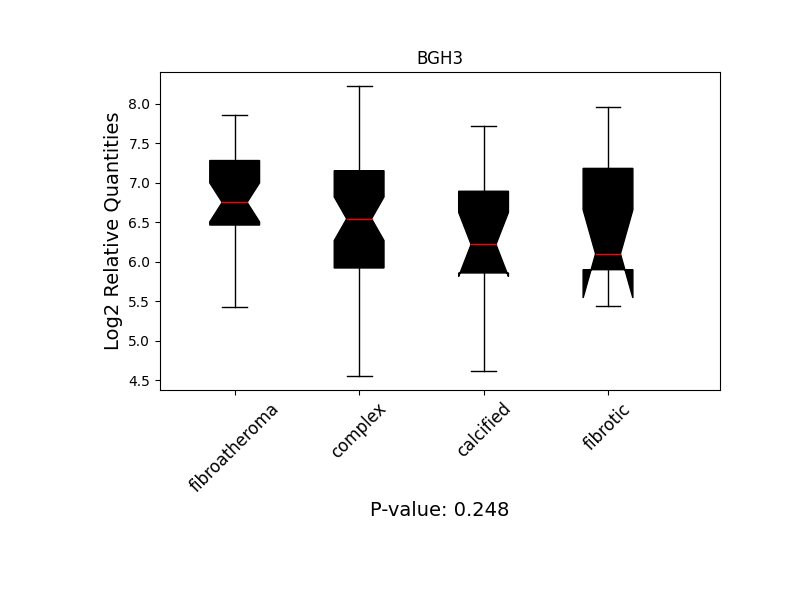 BGH3
Log2 Relative Quantities
8.0
7.5
7.0
6.5
6.0
5.5
5.0
4.5
fibroatheroma
complex
calcified
fibrotic
P-value: 0.248